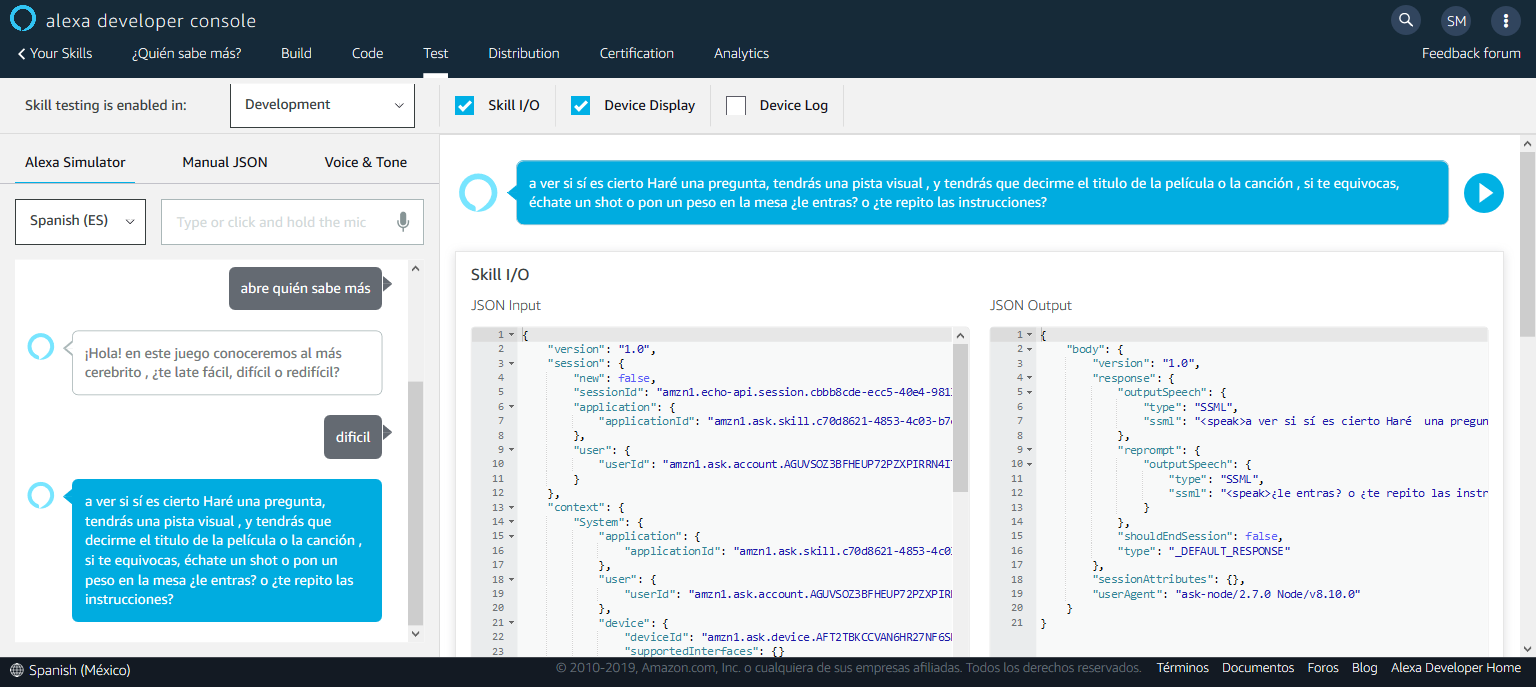 alexa developer console
SM
Your Skills
¿Quién sabe más?
Build
Code
Test
Distribution
Certification
Analytics
Feedback forum
Skill testing is enabled in:
Development
Skill I/O
Device Display
Device Log
Alexa Simulator
Manual JSON
Voice & Tone
Spanish (ES)
Type or click and hold the mic
abre quién sabe más
¡Hola! en este juego conoceremos al más
cerebrito , ¿te late fácil, difícil o redifícil?
dificil
a ver si sí es cierto Haré una pregunta,
tendrás una pista visual , y tendrás que
decirme el titulo de la película o la canción ,
si te equivocas, échate un shot o pon un
peso en la mesa ¿le entras? o ¿te repito las
instrucciones?
a ver si sí es cierto Haré una pregunta, tendrás una pista visual , y tendrás que decirme el titulo de la película o la canción , si te equivocas,
échate un shot o pon un peso en la mesa ¿le entras? o ¿te repito las instrucciones?
Skill I/O
JSON Input
1 {
2 "version": "1.0",
3 "session": {
4 "new": false,
5 "sessionId": "amzn1.echo-api.session.cbbb8cde-ecc5-40e4-981
6 "application": {
7 "applicationId": "amzn1.ask.skill.c70d8621-4853-4c03-b7
8 },
9 "user": {
10 "userId": "amzn1.ask.account.AGUVSOZ3BFHEUP72PZXPIRRN4I
11 }
12 },
13 "context": {
14 "System": {
15 "application": {
16 "applicationId": "amzn1.ask.skill.c70d8621-4853-4c0
17 },
18 "user": {
19 "userId": "amzn1.ask.account.AGUVSOZ3BFHEUP72PZXPIR
20 },
21 "device": {
22 "deviceId": "amzn1.ask.device.AFT2TBKCCVAN6HR27NF6S
23 "supportedInterfaces": {}
JSON Output
1 {
2 "body": {
3 "version": "1.0",
4 "response": {
5 "outputSpeech": {
6 "type": "SSML",
7 "ssml": "<speak>a ver si sí es cierto Haré  una pregun
8 },
9 "reprompt": {
10 "outputSpeech": {
11 "type": "SSML",
12 "ssml": "<speak>¿le entras? o ¿te repito las instr
13 }
14 },
15 "shouldEndSession": false,
16 "type": "_DEFAULT_RESPONSE"
17 },
18 "sessionAttributes": {},
19 "userAgent": "ask-node/2.7.0 Node/v8.10.0"
20 }
21 }
Spanish (México)
© 2010-2019, Amazon.com, Inc. o cualquiera de sus empresas afiliadas. Todos los derechos reservados.
Términos
Documentos
Foros
Blog
Alexa Developer Home